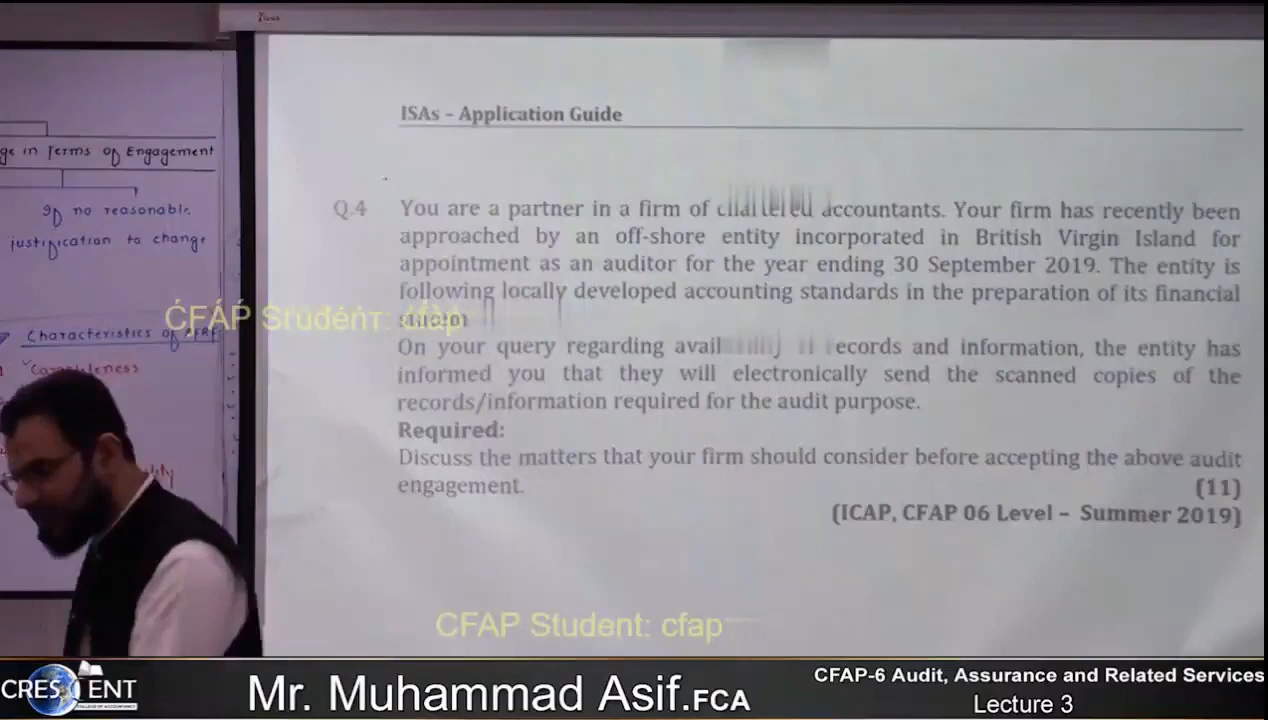 ge in Terms of Engagement
If no reasonable
justification to change
Characteristics of AFRF
ISAs – Application Guide
Q.4 You are a partner in a firm of chartered accountants. Your firm has recently been
approached by an off-shore entity incorporated in British Virgin Island for
appointment as an auditor for the year ending 30 September 2019. The entity is
following locally developed accounting standards in the preparation of its financial
On your query regarding records and information, the entity has
informed you that they will electronically send the scanned copies of the
records/information required for the audit purpose.
Required:
Discuss the matters that your firm should consider before accepting the above audit
engagement. (11)
(ICAP, CFAP 06 Level – Summer 2019)
CFAP Student: cfap
CFAP Student: cfap
CRESCENT
Mr. Muhammad Asif.FCA
CFAP-6 Audit, Assurance and Related Services
Lecture 3